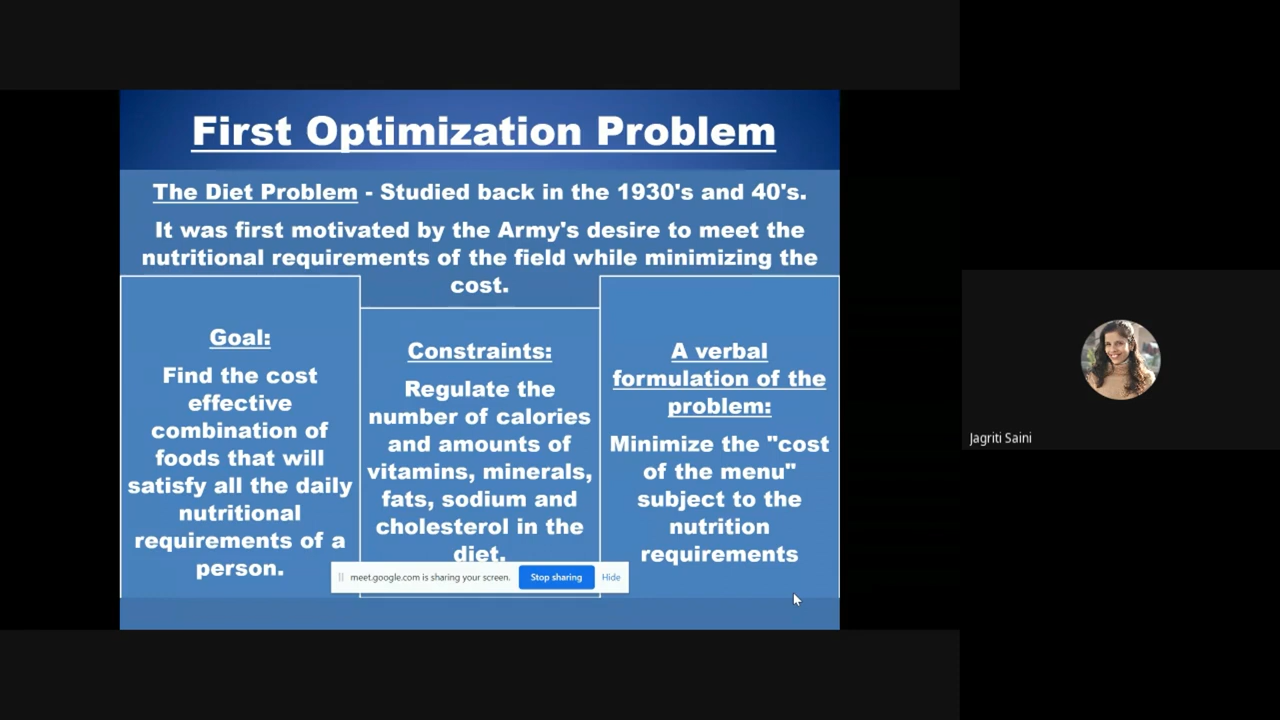 First Optimization Problem
The Diet Problem - Studied back in the 1930's and 40's.
It was first motivated by the Army's desire to meet the
nutritional requirements of the field while minimizing the
cost.
Goal:
Find the cost
effective
combination of
foods that will
satisfy all the daily
nutritional
requirements of a
person.
Constraints:
Regulate the
number of calories
and amounts of
vitamins, minerals,
fats, sodium and
cholesterol in the
diet.
A verbal
formulation of the
problem:
Minimize the "cost
of the menu"
subject to the
nutrition
requirements
meet.google.com is sharing your screen. Stop sharing Hide
Jagriti Saini